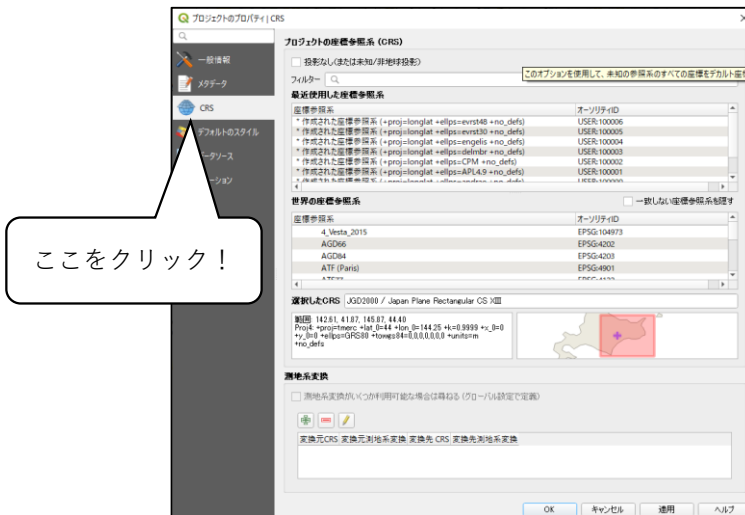 プロジェクトのプロパティ | CRS
一般情報
メタデータ
CRS
デフォルトのスタイル
データソース
ーション
ここをクリック！
プロジェクトの座標参照系 (CRS)
投影なし(または未知/非地球投影)
このオプションを使用して、未知の参照系のすべての座標をデカルト座標
フィルター
最近使用した座標参照系
座標参照系 オーソリティID
* 作成された座標参照系 (+proj=longlat +ellps=evrst48 +no_defs) USER:100006
* 作成された座標参照系 (+proj=longlat +ellps=evrst30 +no_defs) USER:100005
* 作成された座標参照系 (+proj=longlat +ellps=engelis +no_defs) USER:100004
* 作成された座標参照系 (+proj=longlat +ellps=delmbr +no_defs) USER:100003
* 作成された座標参照系 (+proj=longlat +ellps=CPM +no_defs) USER:100002
* 作成された座標参照系 (+proj=longlat +ellps=APL4.9 +no_defs) USER:100001
* 作成された座標参照系 (+proj=longlat +ellps=andrae +no_defs) USER:100000
世界の座標参照系 一致しない座標参照系を隠す
座標参照系 オーソリティID
4_Vesta_2015 EPSG:104973
AGD66 EPSG:4202
AGD84 EPSG:4203
ATF (Paris) EPSG:4901
選択したCRS JGD2000 / Japan Plane Rectangular CS XIII
範囲: 142.61, 41.87, 145.87, 44.40
Proj4: +proj=tmerc +lat_0=44 +lon_0=144.25 +k=0.9999 +x_0=0
+y_0=0 +ellps=GRS80 +towgs84=0,0,0,0,0,0,0 +units=m
+no_defs
測地系変換
測地系変換がいくつか利用可能な場合は尋ねる (グローバル設定で定義)
変換元CRS 変換元測地系変換 変換先 CRS 変換先測地系変換
OK キャンセル 適用 ヘルプ